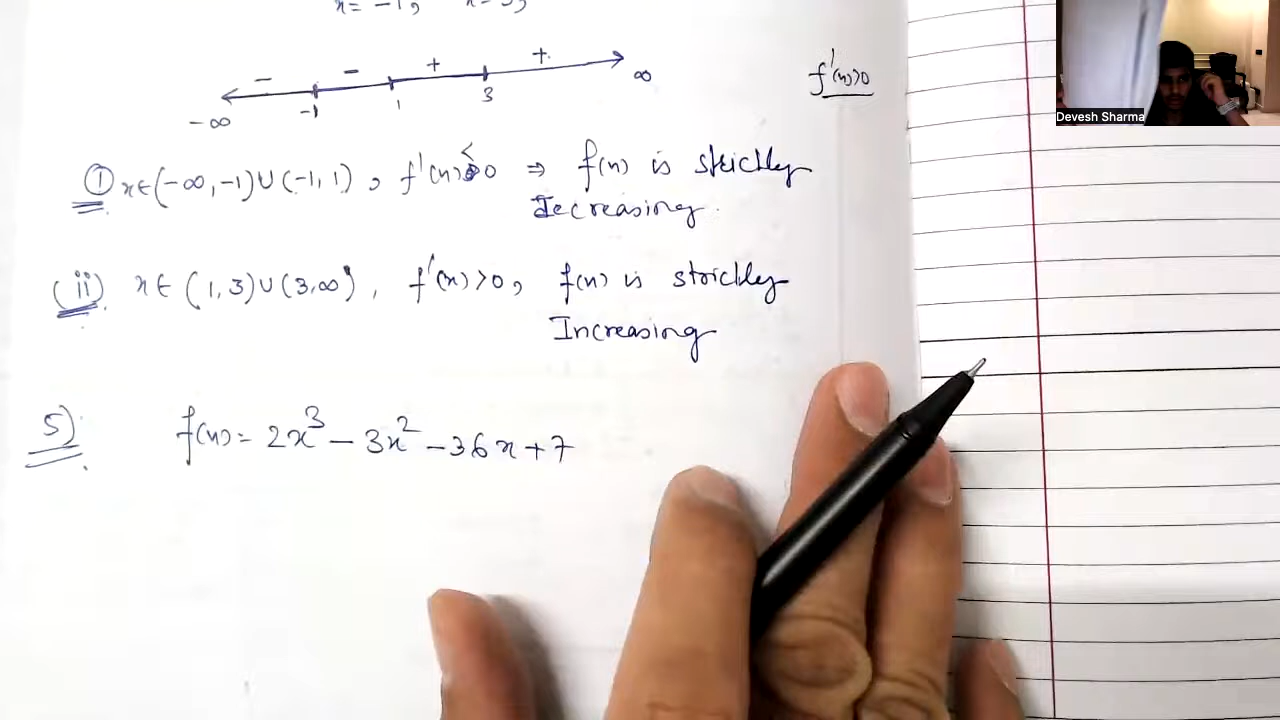 x = -1, x = 3,
- - + +
-∞ -1 1 3 ∞
f'(x)>0
Devesh Sharma
① x∈(-∞,-1)∪(-1,1), f'(x)<0 ⇒ f(x) is strictly
Decreasing.
(ii) x∈ (1,3)∪(3,∞), f'(x)>0, f(x) is strictly
Increasing
5) f(x) = 2x³ - 3x² - 36x + 7